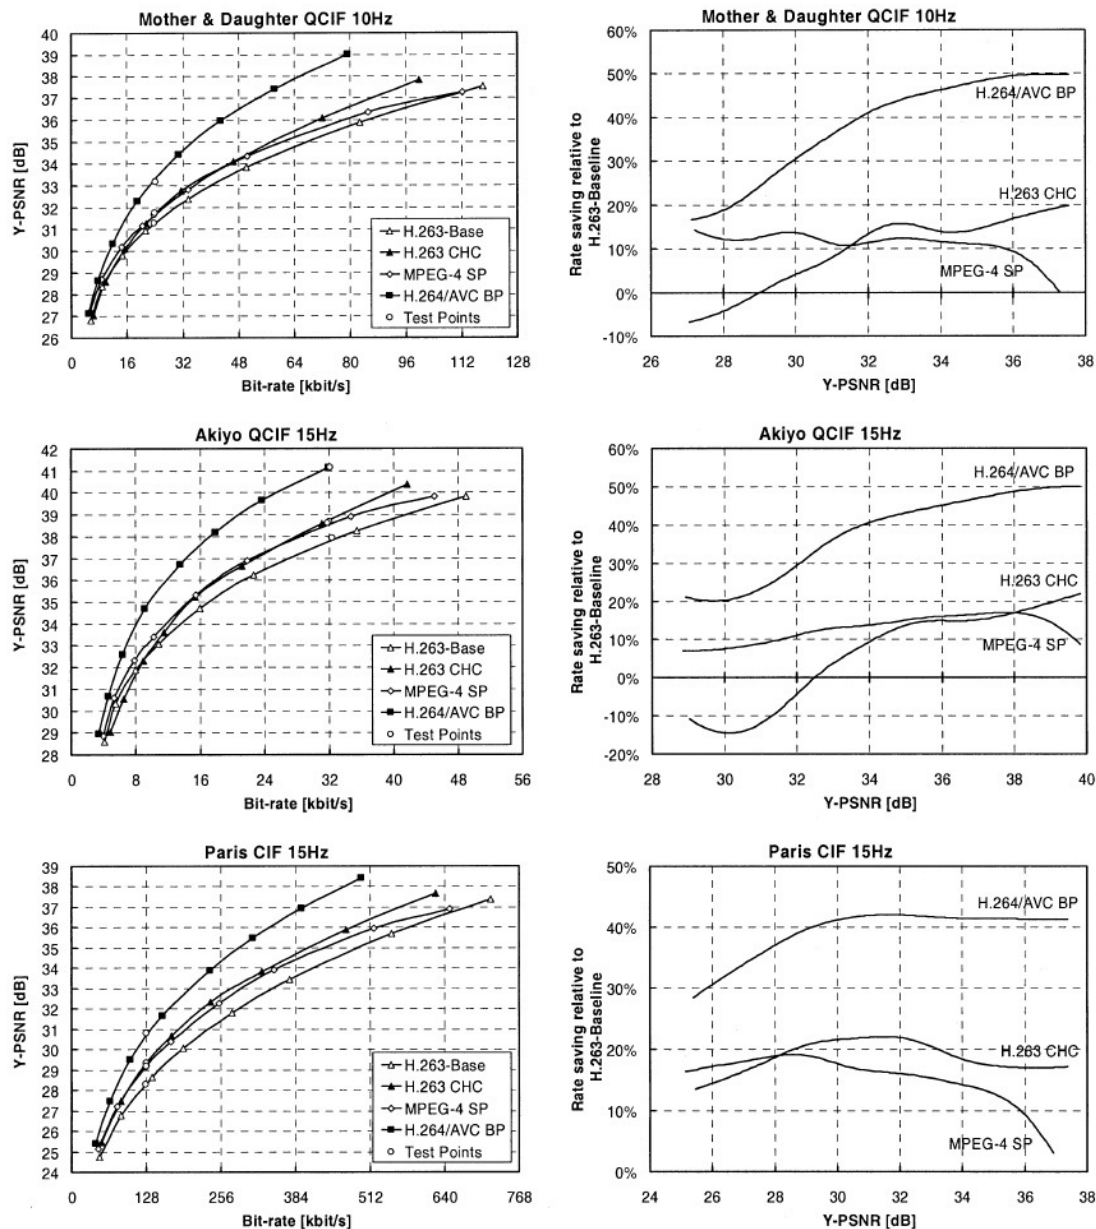 Mother & Daughter QCIF 10Hz
40
39
38
37
36
35
34
33
32
31
30
29
28
27
26
Y-PSNR [dB]
H.263-Base
H.263 CHC
MPEG-4 SP
H.264/AVC BP
Test Points
0 16 32 48 64 80 96 112 128
Bit-rate [kbit/s]
Mother & Daughter QCIF 10Hz
60%
50%
40%
30%
20%
10%
0%
-10%
Rate saving relative to
H.263-Baseline
H.264/AVC BP
H.263 CHC
MPEG-4 SP
26 28 30 32 34 36 38
Y-PSNR [dB]
Akiyo QCIF 15Hz
42
41
40
39
38
37
36
35
34
33
32
31
30
29
28
Y-PSNR [dB]
H.263-Base
H.263 CHC
MPEG-4 SP
H.264/AVC BP
Test Points
0 8 16 24 32 40 48 56
Bit-rate [kbit/s]
Akiyo QCIF 15Hz
60%
50%
40%
30%
20%
10%
0%
-10%
-20%
Rate saving relative to
H.263-Baseline
H.264/AVC BP
H.263 CHC
MPEG-4 SP
28 30 32 34 36 38 40
Y-PSNR [dB]
Paris CIF 15Hz
39
38
37
36
35
34
33
32
31
30
29
28
27
26
25
24
Y-PSNR [dB]
H.263-Base
H.263 CHC
MPEG-4 SP
H.264/AVC BP
Test Points
0 128 256 384 512 640 768
Bit-rate [kbit/s]
Paris CIF 15Hz
50%
40%
30%
20%
10%
0%
Rate saving relative to
H.263-Baseline
H.264/AVC BP
H.263 CHC
MPEG-4 SP
24 26 28 30 32 34 36 38
Y-PSNR [dB]